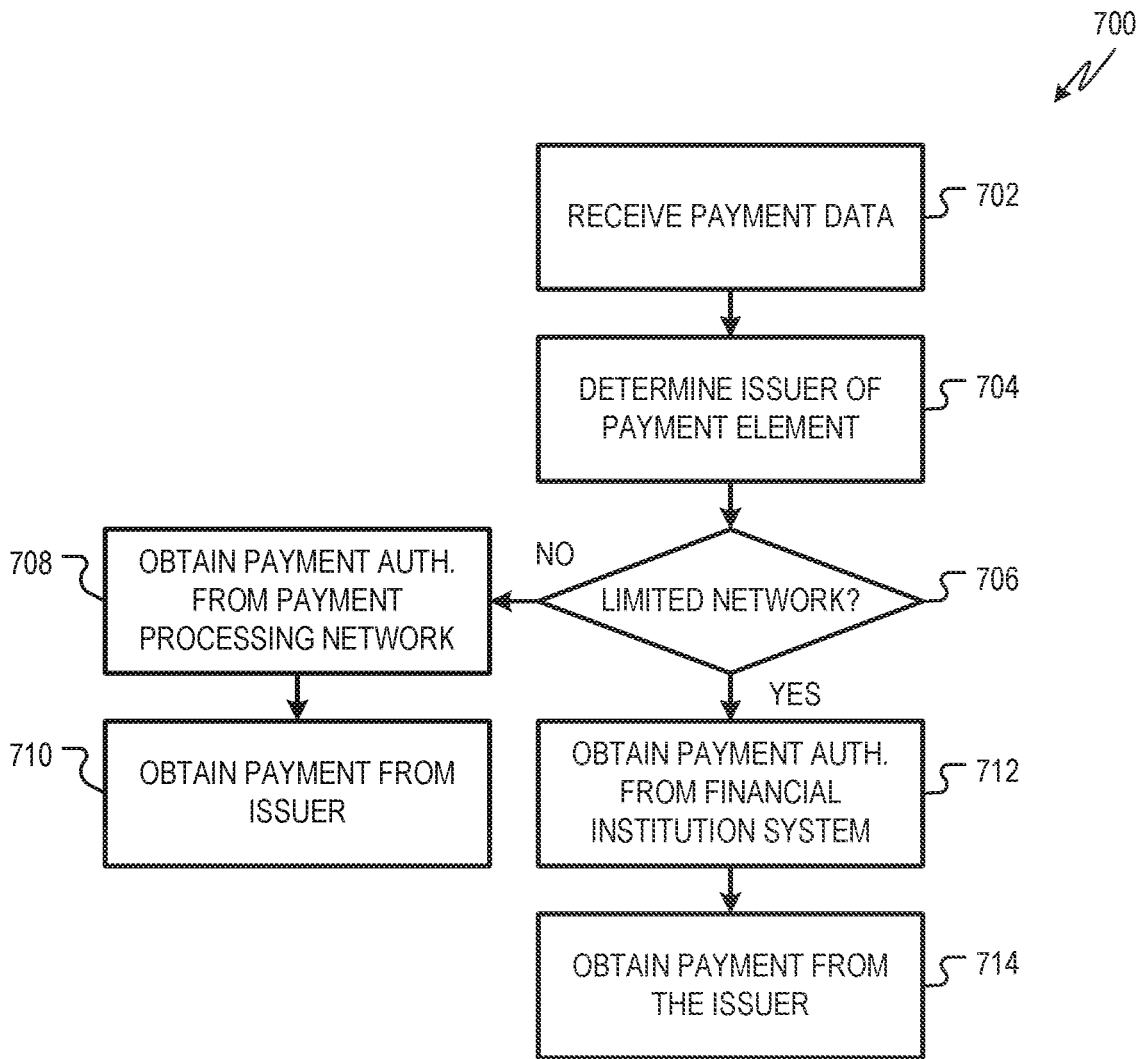 700
RECEIVE PAYMENT DATA
702
DETERMINE ISSUER OF
PAYMENT ELEMENT
704
LIMITED NETWORK?
706
NO
708
OBTAIN PAYMENT AUTH.
FROM PAYMENT
PROCESSING NETWORK
710
OBTAIN PAYMENT FROM
ISSUER
YES
OBTAIN PAYMENT AUTH.
FROM FINANCIAL
INSTITUTION SYSTEM
712
OBTAIN PAYMENT FROM
THE ISSUER
714